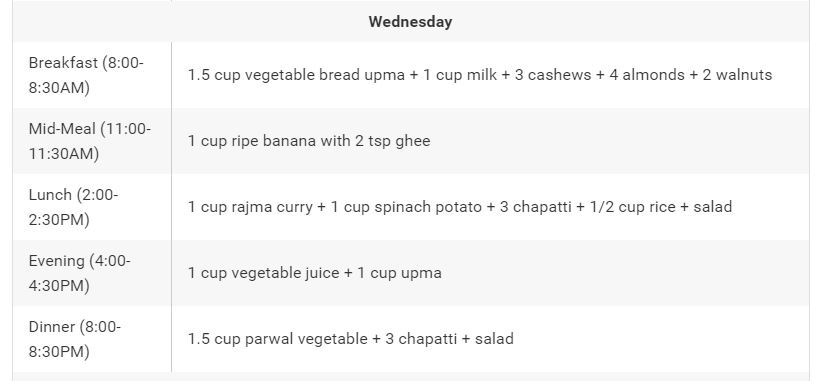 Wednesday
Breakfast (8:00-
8:30AM)
1.5 cup vegetable bread upma + 1 cup milk + 3 cashews + 4 almonds + 2 walnuts
Mid-Meal (11:00-
11:30AM)
1 cup ripe banana with 2 tsp ghee
Lunch (2:00-
2:30PM)
1 cup rajma curry + 1 cup spinach potato + 3 chapatti + 1/2 cup rice + salad
Evening (4:00-
4:30PM)
1 cup vegetable juice + 1 cup upma
Dinner (8:00-
8:30PM)
1.5 cup parwal vegetable + 3 chapatti + salad